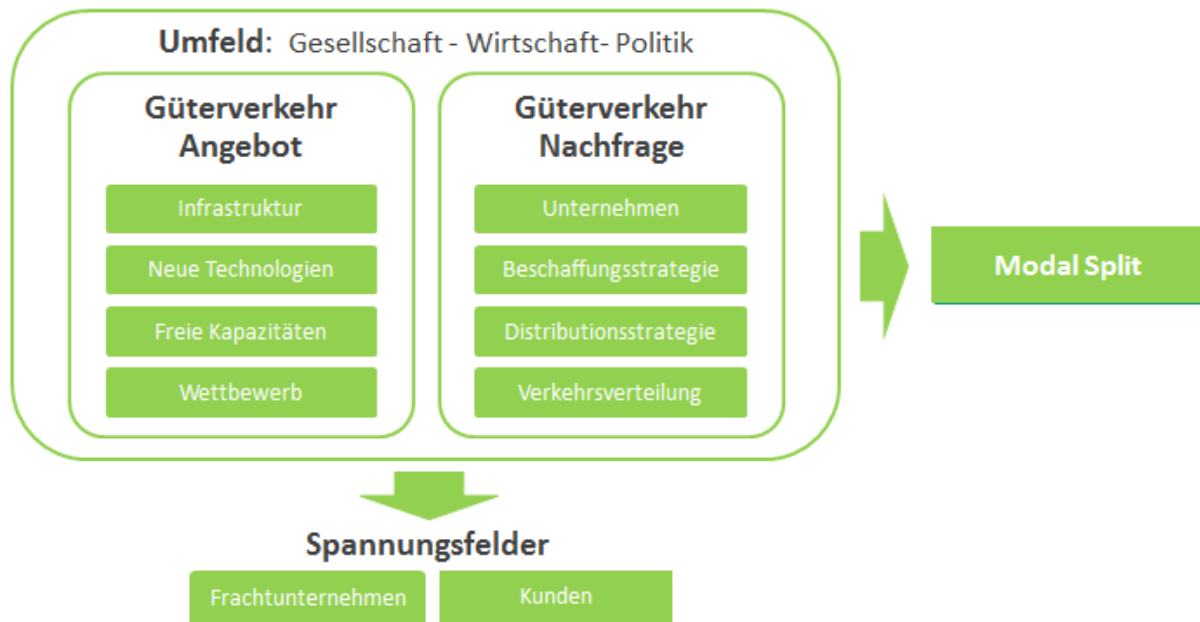 Umfeld: Gesellschaft - Wirtschaft- Politik
Güterverkehr
Angebot
Infrastruktur
Neue Technologien
Freie Kapazitäten
Wettbewerb
Güterverkehr
Nachfrage
Unternehmen
Beschaffungsstrategie
Distributionsstrategie
Verkehrsverteilung
Modal Split
Spannungsfelder
Frachtunternehmen
Kunden